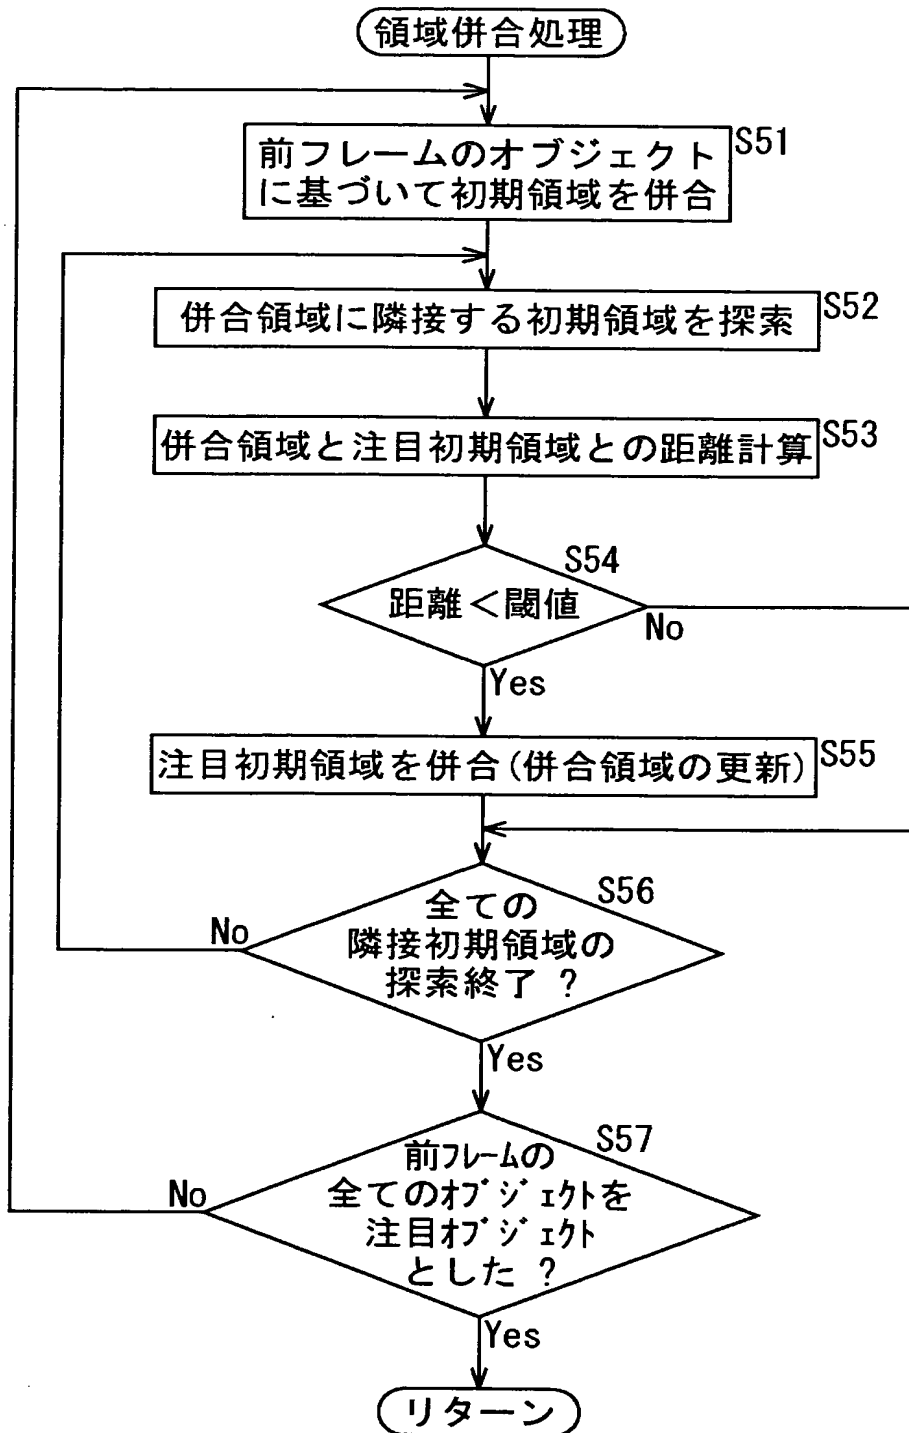 領域併合処理
前フレームのオブジェクト
に基づいて初期領域を併合
S51
併合領域に隣接する初期領域を探索
S52
併合領域と注目初期領域との距離計算
S53
S54
距離<閾値
No
Yes
注目初期領域を併合(併合領域の更新)
S55
S56
全ての
隣接初期領域の
探索終了 ?
No
Yes
S57
前フレームの
全てのオブジェクトを
注目オブジェクト
とした ?
No
Yes
リターン